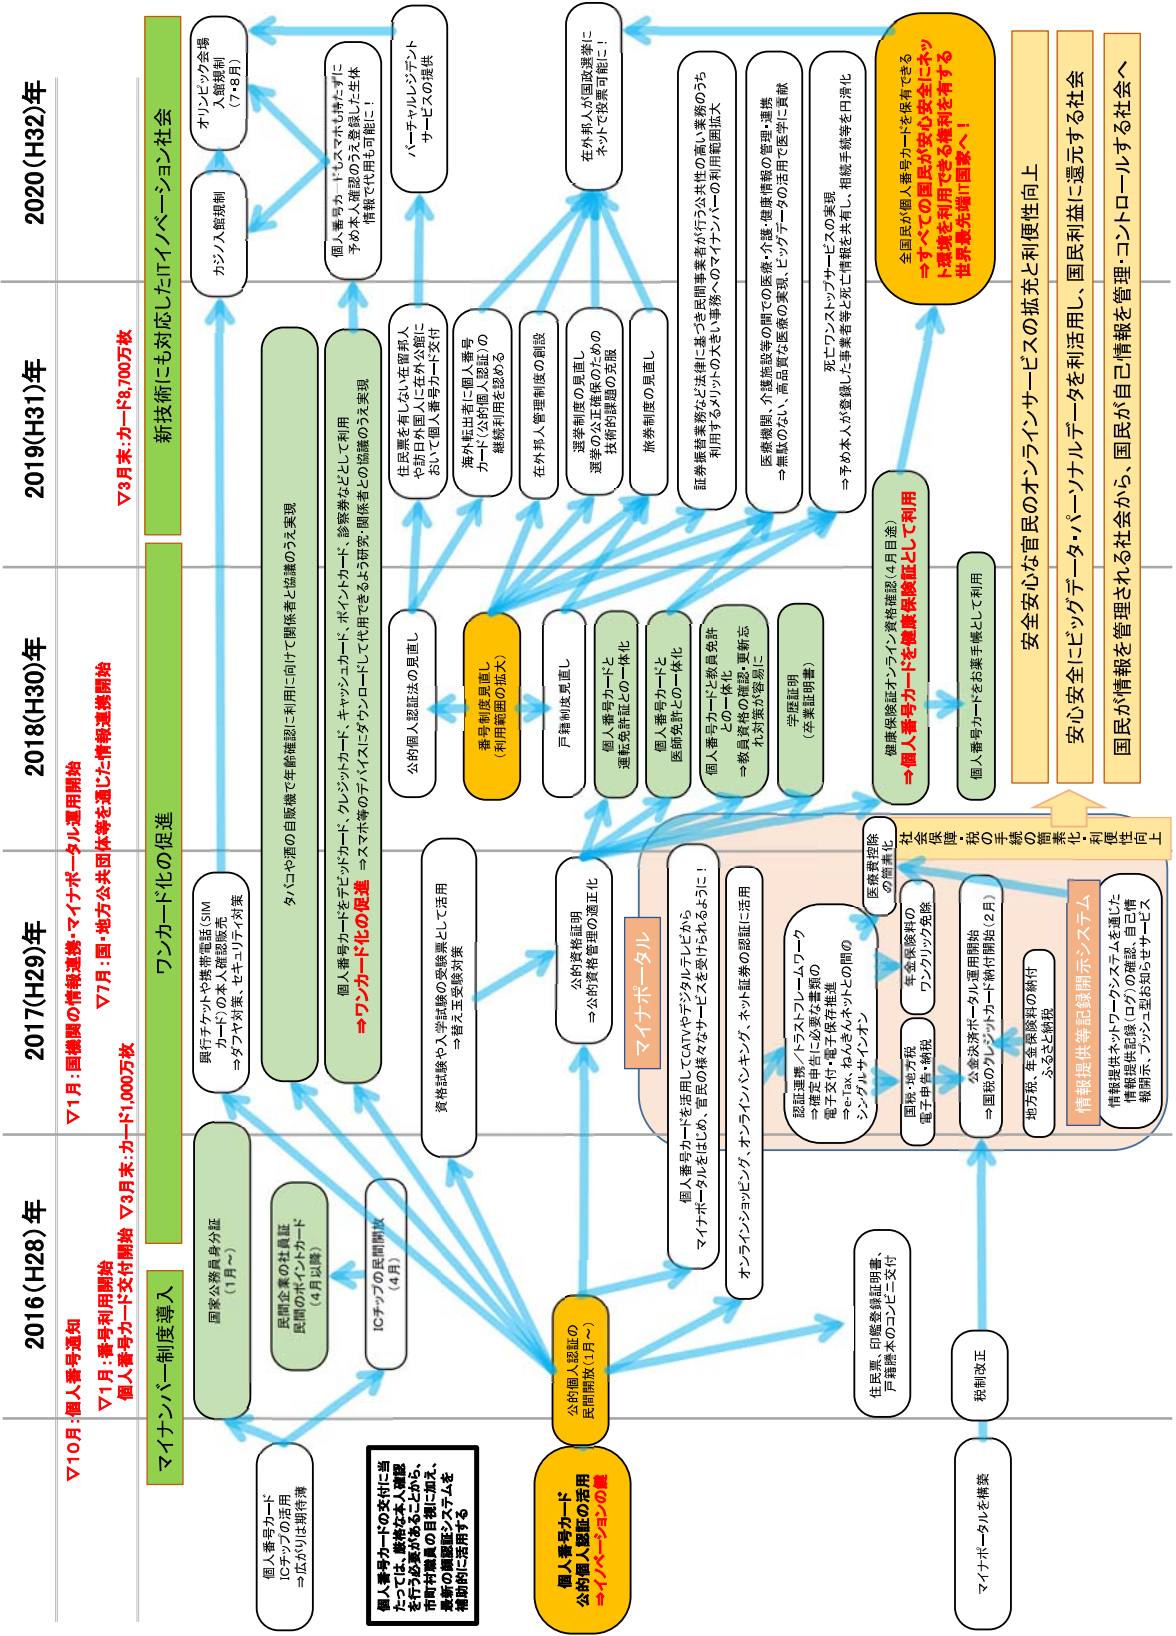 2016(H28)年
2017(H29)年
2018(H30)年
2019(H31)年
2020(H32)年
▽10月：個人番号通知
▽1月：番号利用開始
個人番号カード交付開始
▽3月末：カード1,000万枚
▽1月：国機関の情報連携・マイナポータル運用開始
▽7月：国・地方公共団体等を通じた情報連携開始
▽3月末：カード8,700万枚
マイナンバー制度導入
ワンカード化の促進
新技術にも対応したITイノベーション社会
個人番号カード
ICチップの活用
⇒広がりは期待薄
国家公務員身分証
（1月～）
民間企業の社員証
民間のポイントカード
（4月以降）
ICチップの民間開放
（4月）
個人番号カードの交付に当
たっては、厳格な本人確認
を行う必要があることから、
市町村職員の目視に加え、
最新の顔認証システムを
補助的に活用する
個人番号カード
公的個人認証の活用
⇒イノベーションの鍵
公的個人認証の
民間開放（1月～）
マイナポータルを構築
税制改正
住民票、印鑑登録証明書、
戸籍謄本のコンビニ交付
興行チケットや携帯電話（SIM
カード）の本人確認販売
⇒ダフヤ対策、セキュリティ対策
タバコや酒の自販機で年齢確認に利用に向けて関係者と協議のうえ実現
個人番号カードをデビッドカード、クレジットカード、キャッシュカード、ポイントカード、診察券などとして利用
⇒ワンカード化の促進 ⇒スマホ等のデバイスにダウンロードして代用できるよう研究・関係者との協議のうえ実現
資格試験や入学試験の受験票として活用
⇒替え玉受験対策
公的資格証明
⇒公的資格管理の適正化
マイナポータル
個人番号カードを活用してCATVやデジタルテレビから
マイナポータルをはじめ、官民の様々なサービスを受けられるように！
オンラインショッピング、オンラインバンキング、ネット証券の認証に活用
認証連携／トラストフレームワーク
⇒確定申告に必要な書類の
電子交付・電子保存推進
⇒e-Tax、ねんきんネットとの間の
シングルサインオン
医療費控除
の簡素化
国税・地方税
電子申告・納税
年金保険料の
ワンクリック免除
公金決済ポータル運用開始
⇒国税のクレジットカード納付開始（2月）
地方税、年金保険料の納付
ふるさと納税
情報提供等記録開示システム
情報提供ネットワークシステムを通じた
情報提供記録（ログ）の確認、自己情
報開示、プッシュ型お知らせサービス
社会保障・税の手続の簡素化・利便性向上
公的個人認証法の見直し
番号制度見直し
（利用範囲の拡大）
戸籍制度見直し
個人番号カードと
運転免許証との一体化
個人番号カードと
医師免許との一体化
個人番号カードと教員免許
との一体化
⇒教員資格の確認・更新忘
れ対策が容易に
学歴証明
（卒業証明書）
健康保険証オンライン資格確認（4月目途）
⇒個人番号カードを健康保険証として利用
個人番号カードをお薬手帳として利用
住民票を有しない在留邦人
や訪日外国人に在外公館に
おいて個人番号カード交付
海外転出者に個人番号
カード（公的個人認証）の
継続利用を認める
在外邦人管理制度の創設
選挙制度の見直し
選挙の公正確保のための
技術的課題の克服
旅券制度の見直し
証券振替業務など法律に基づき民間事業者が行う公共性の高い業務のうち
利用するメリットの大きい事務へのマイナンバーの利用範囲拡大
医療機関、介護施設等の間での医療・介護・健康情報の管理・連携
⇒無駄のない、高品質な医療の実現、ビッグデータの活用で医学に貢献
死亡ワンストップサービスの実現
⇒予め本人が登録した事業者等と死亡情報を共有し、相続手続等を円滑化
カジノ入館規制
オリンピック会場
入館規制
（7・8月）
個人番号カードもスマホも持たずに
予め本人確認のうえ登録した生体
情報で代用も可能に！
バーチャルレジデント
サービスの提供
在外邦人が国政選挙に
ネットで投票可能に！
全国民が個人番号カードを保有できる
⇒すべての国民が安心安全にネッ
ト環境を利用できる権利を有する
世界最先端IT国家へ！
安全安心な官民のオンラインサービスの拡充と利便性向上
安心安全にビッグデータ・パーソナルデータを利活用し、国民利益に還元する社会
国民が情報を管理される社会から、国民が自己情報を管理・コントロールする社会へ